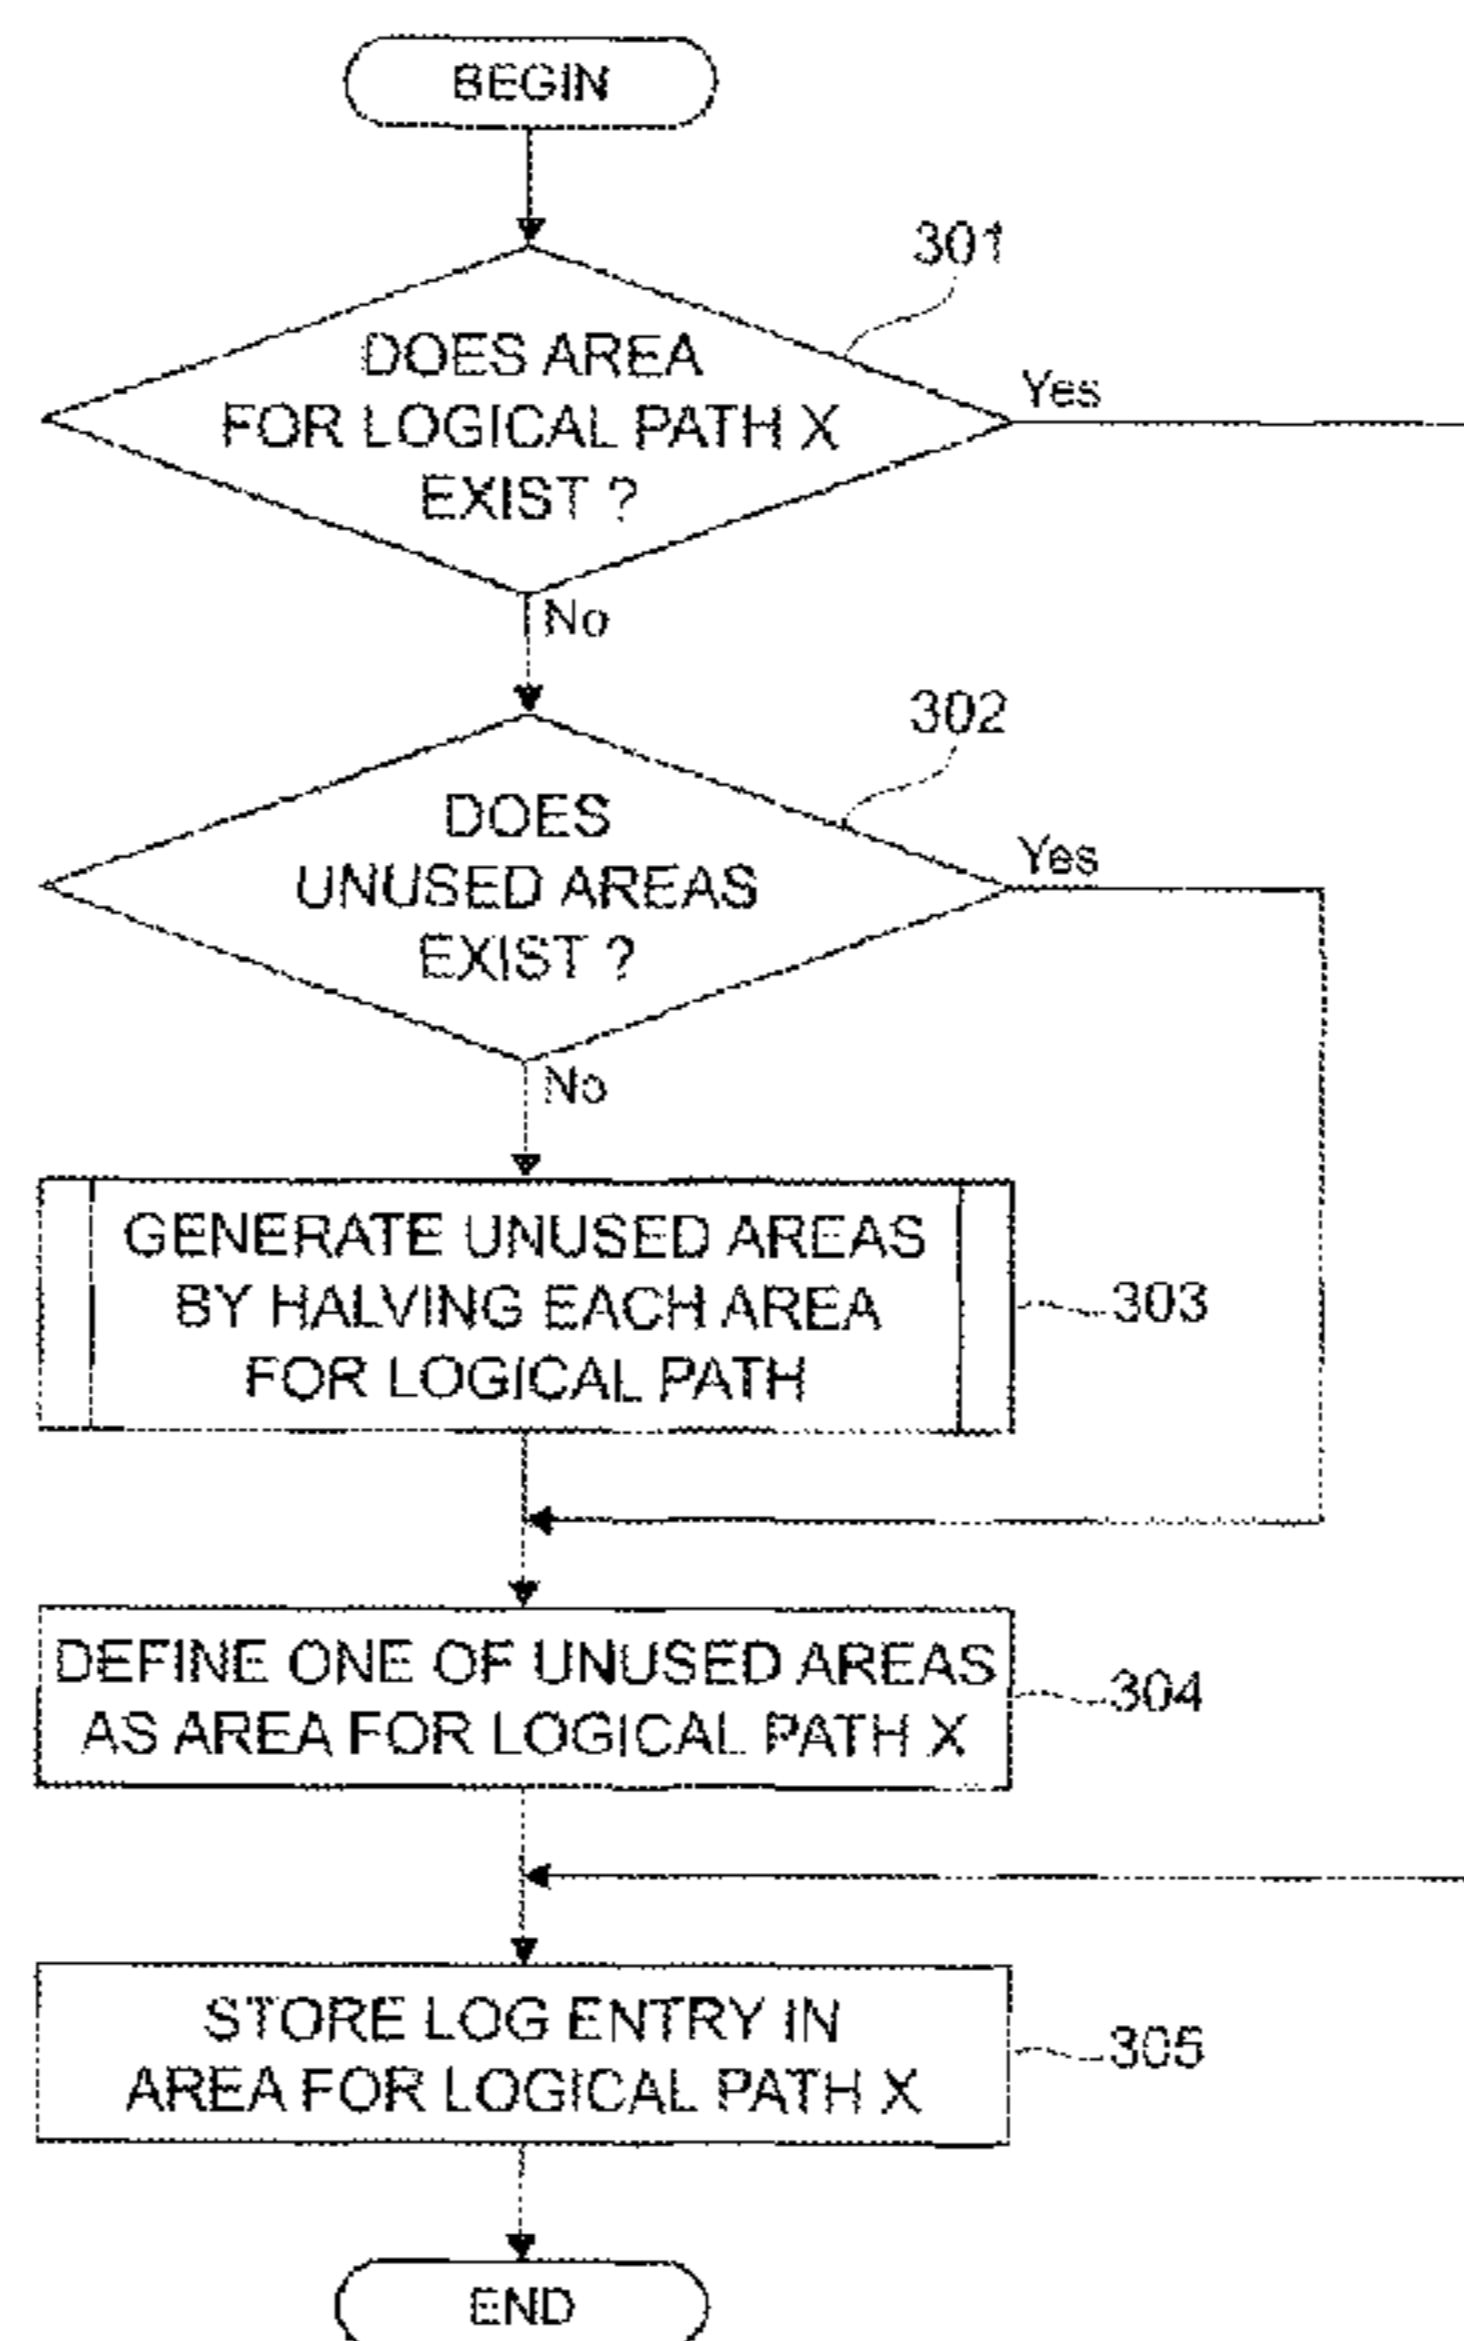 BEGIN
301
DOES AREA
FOR LOGICAL PATH X
EXIST ?
Yes
No
302
DOES
UNUSED AREAS
EXIST ?
Yes
No
GENERATE UNUSED AREAS
BY HALVING EACH AREA
FOR LOGICAL PATH
303
DEFINE ONE OF UNUSED AREAS
AS AREA FOR LOGICAL PATH X
304
STORE LOG ENTRY IN
AREA FOR LOGICAL PATH X
305
END